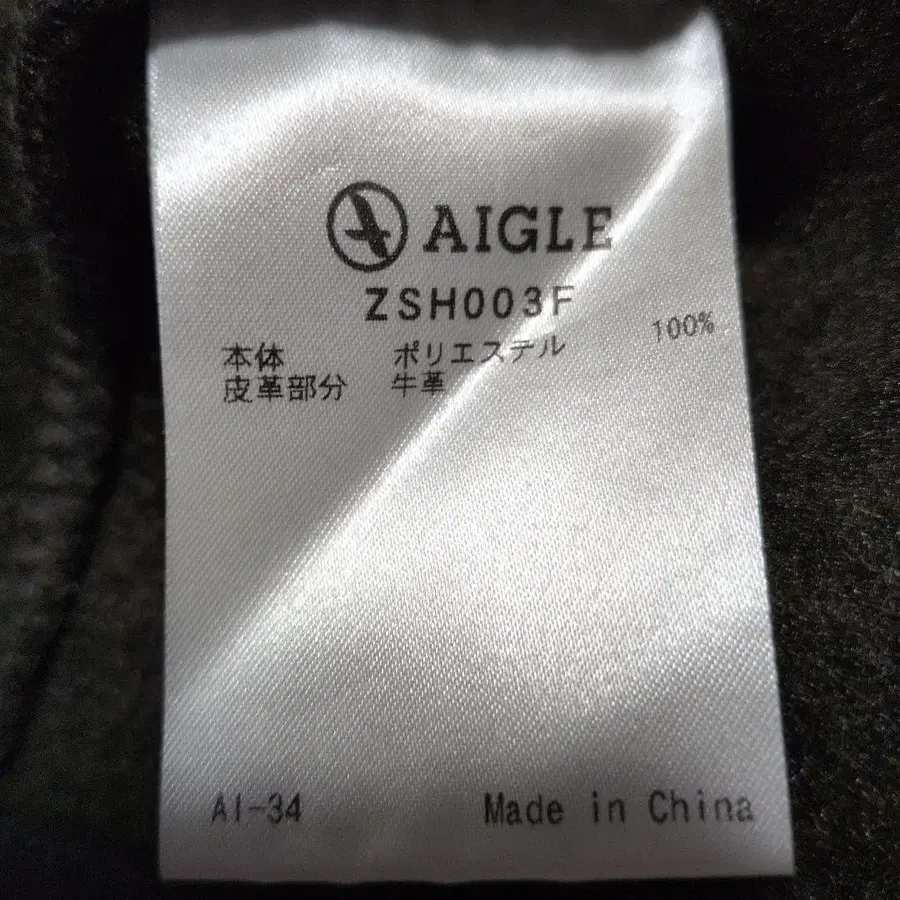 AIGLE
ZSH003F
本体 ポリエステル 100%
皮革部分 牛革
AI-34 Made in China